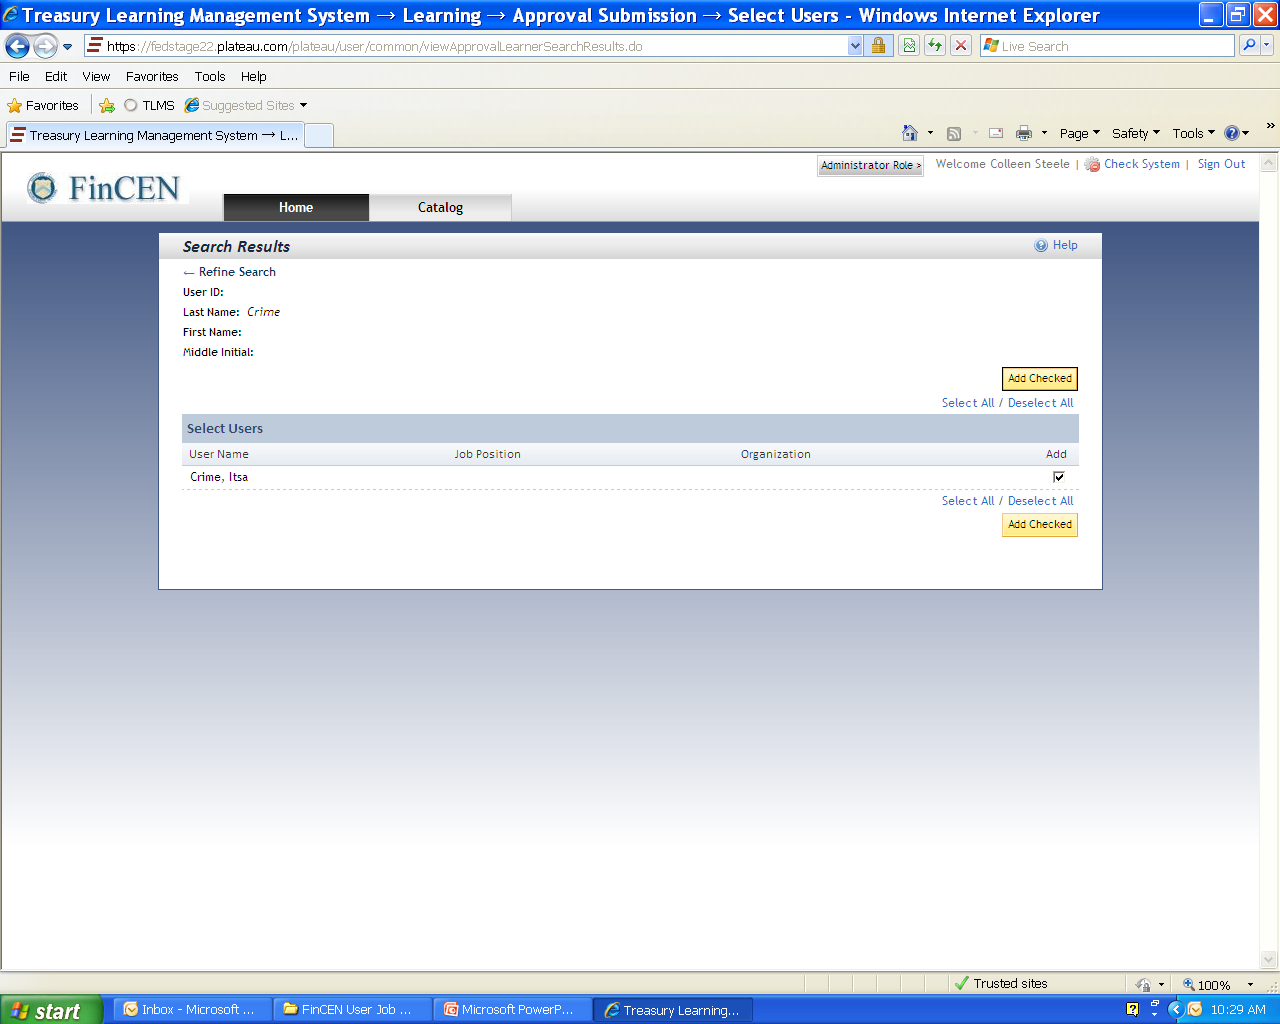 Treasury Learning Management System → Learning → Approval Submission → Select Users - Windows Internet Explorer
https://fedstage22.plateau.com/plateau/user/common/viewApprovalLearnerSearchResults.do
Live Search
File Edit View Favorites Tools Help
Favorites TLMS Suggested Sites
Treasury Learning Management System → L...
Page Safety Tools »
Administrator Role > Welcome Colleen Steele | Check System | Sign Out
FinCEN
Home Catalog
Search Results Help
← Refine Search
User ID:
Last Name: Crime
First Name:
Middle Initial:
Add Checked
Select All / Deselect All
Select Users
User Name Job Position Organization Add
Crime, Itsa
Select All / Deselect All
Add Checked
Trusted sites 100%
start Inbox - Microsoft ... FinCEN User Job ... Microsoft PowerP... Treasury Learning... 10:29 AM